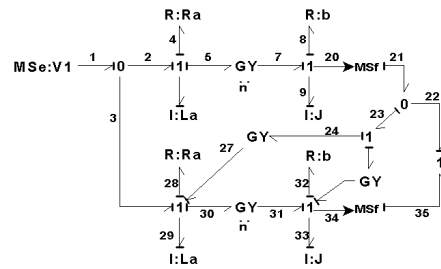 R:Ra R:b
4 8
MSe:V1 1 0 2 1 5 GY 7 1 20 MSf 21
n
3 9 0 22
I:La I:J 23
24 1
27 GY
R:Ra R:b 1
28 32 GY
1 30 GY 31 1 34 MSf 35
n
29 33
I:La I:J